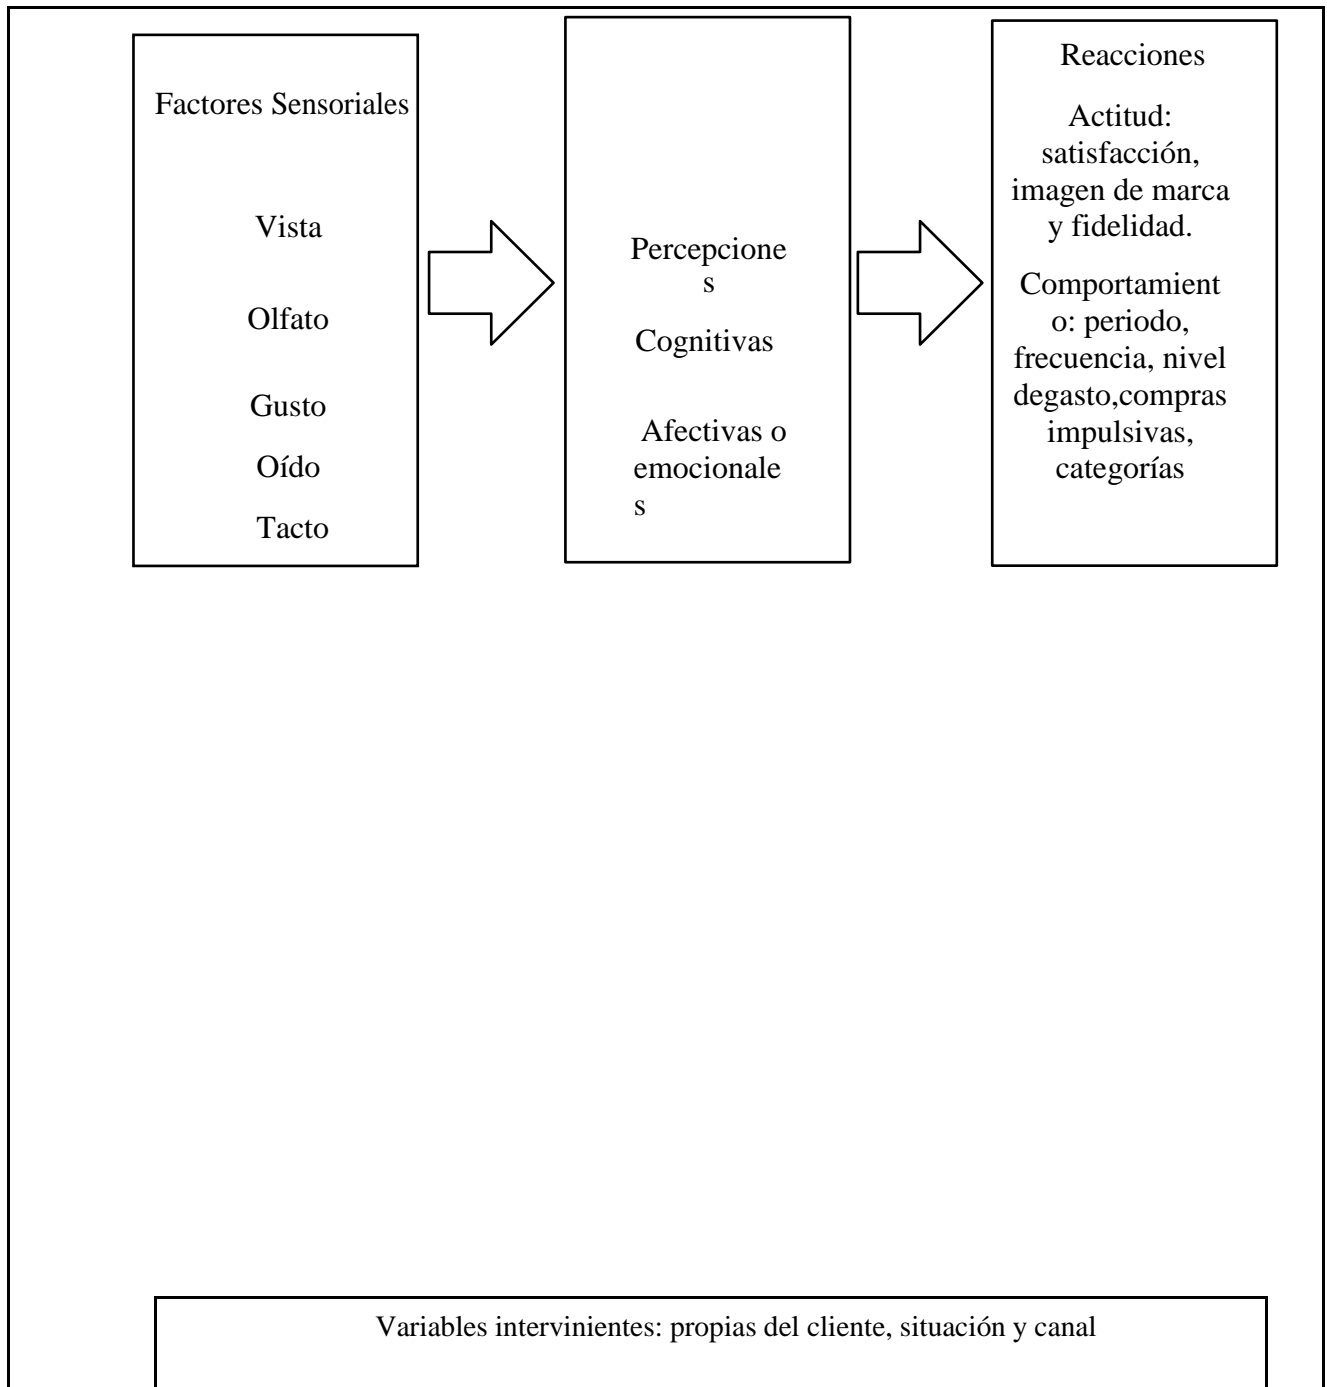 Factores Sensoriales
Vista
Olfato
Gusto
Oído
Tacto
Percepcione
s
Cognitivas
Afectivas o
emocionale
s
Reacciones
Actitud:
satisfacción,
imagen de marca
y fidelidad.
Comportamient
o: periodo,
frecuencia, nivel
degasto,compras
impulsivas,
categorías
Variables intervinientes: propias del cliente, situación y canal